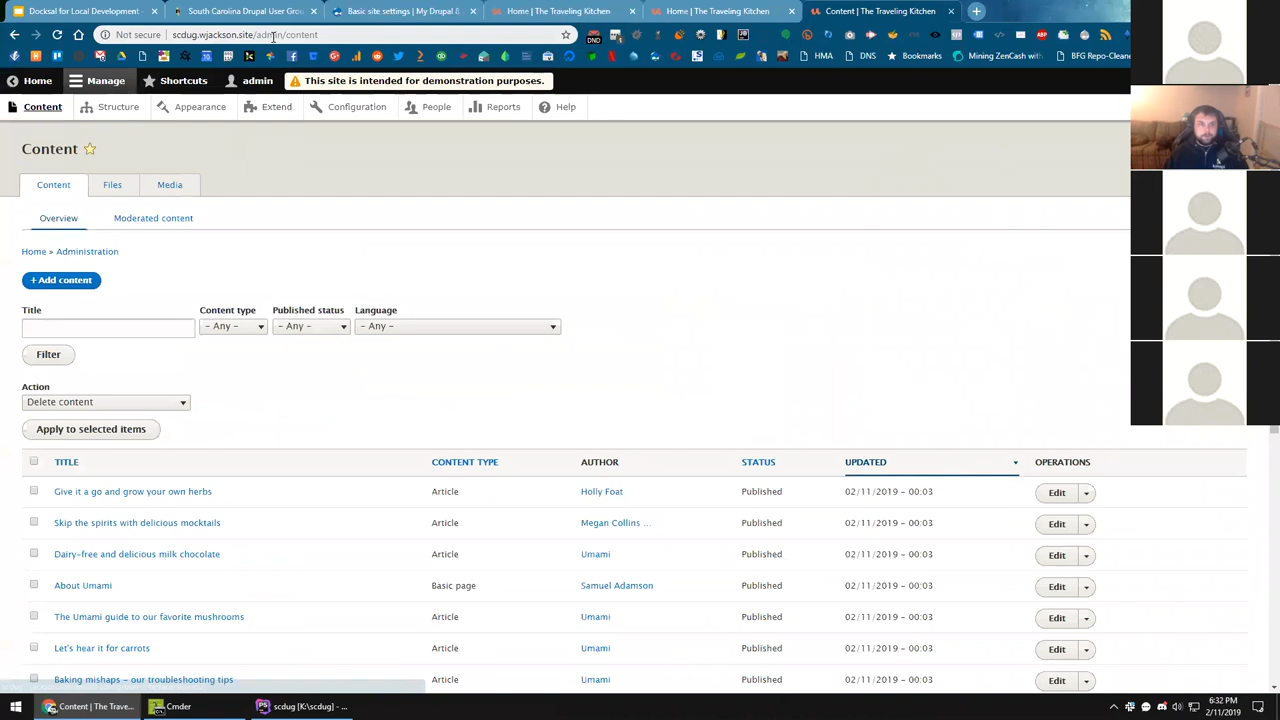 Docksal for Local Development
South Carolina Drupal User Grou
Basic site settings | My Drupal 8
Home | The Traveling Kitchen
Home | The Traveling Kitchen
Content | The Traveling Kitchen
Not secure | scdug.wjackson.site/admin/content
HMA
DNS
Bookmarks
Mining ZenCash with
BFG Repo-Cleane
Home
Manage
Shortcuts
admin
This site is intended for demonstration purposes.
Content
Structure
Appearance
Extend
Configuration
People
Reports
Help
Content
Content
Files
Media
Overview
Moderated content
Home » Administration
+ Add content
Title
Content type
Published status
Language
- Any -
- Any -
- Any -
Filter
Action
Delete content
Apply to selected items
TITLE CONTENT TYPE AUTHOR STATUS UPDATED OPERATIONS
Give it a go and grow your own herbs Article Holly Foat Published 02/11/2019 - 00:03 Edit
Skip the spirits with delicious mocktails Article Megan Collins ... Published 02/11/2019 - 00:03 Edit
Dairy-free and delicious milk chocolate Article Umami Published 02/11/2019 - 00:03 Edit
About Umami Basic page Samuel Adamson Published 02/11/2019 - 00:03 Edit
The Umami guide to our favorite mushrooms Article Umami Published 02/11/2019 - 00:03 Edit
Let's hear it for carrots Article Umami Published 02/11/2019 - 00:03 Edit
Baking mishaps - our troubleshooting tips Article Umami Published 02/11/2019 - 00:03 Edit
Content | The Trave...
Cmder
scdug [K:\scdug] - ...
6:32 PM
2/11/2019